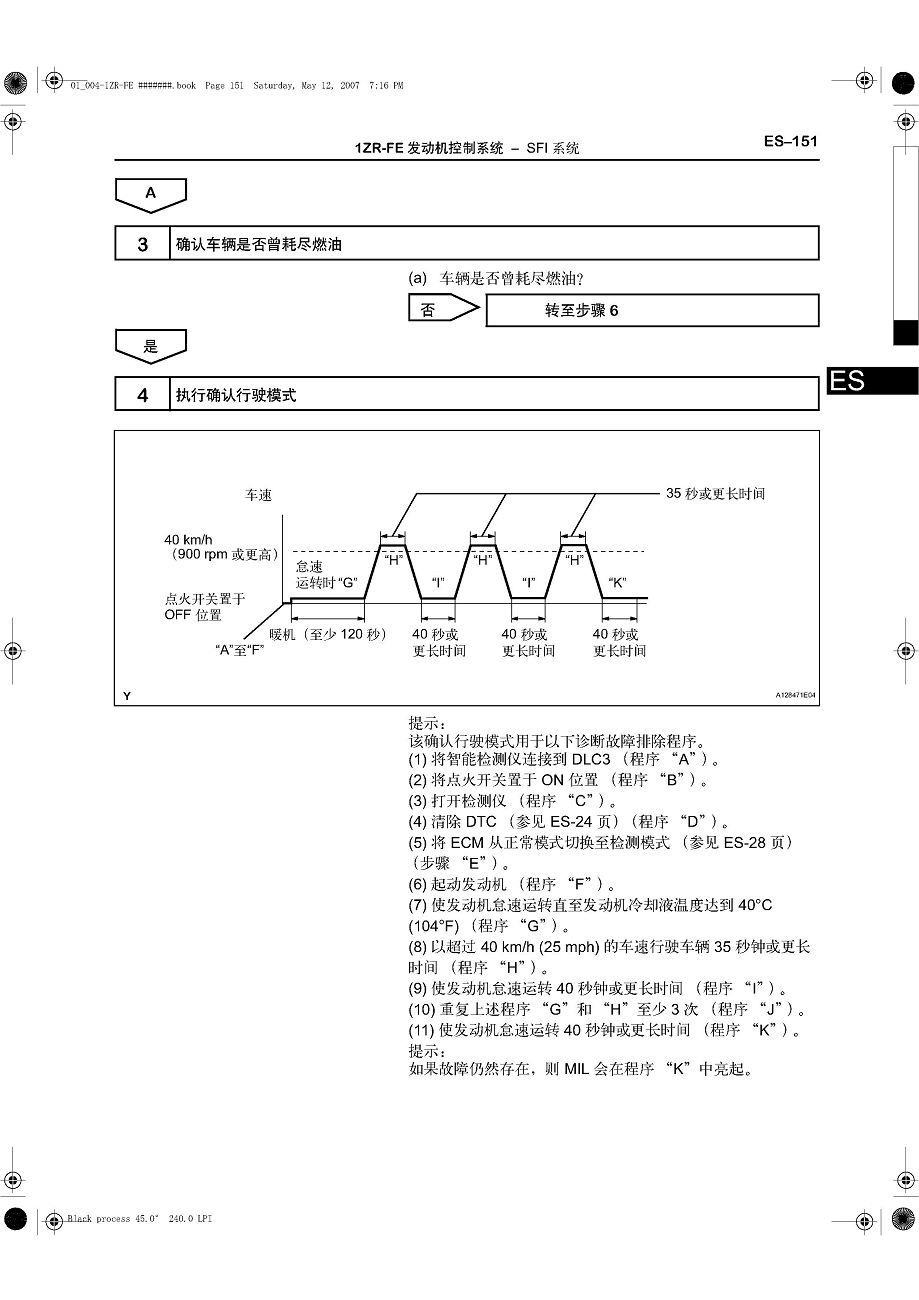 01_004-1ZR-FE #######.book Page 151 Saturday, May 12, 2007 7:16 PM
1ZR-FE 发动机控制系统 – SFI 系统
ES–151
A
3 确认车辆是否曾耗尽燃油
(a) 车辆是否曾耗尽燃油?
否 转至步骤 6
是
ES
4 执行确认行驶模式
车速
35 秒或更长时间
40 km/h
（900 rpm 或更高）
“H” “H” “H”
怠速
运转时“G” “I” “I” “K”
点火开关置于
OFF 位置
暖机（至少 120 秒） 40 秒或 40 秒或 40 秒或
“A”至“F” 更长时间 更长时间 更长时间
Y A128471E04
提示：
该确认行驶模式用于以下诊断故障排除程序。
(1) 将智能检测仪连接到 DLC3 （程序 “A”）。
(2) 将点火开关置于 ON 位置 （程序 “B”）。
(3) 打开检测仪 （程序 “C”）。
(4) 清除 DTC （参见 ES-24 页）（程序 “D”）。
(5) 将 ECM 从正常模式切换至检测模式 （参见 ES-28 页）
（步骤 “E”）。
(6) 起动发动机 （程序 “F”）。
(7) 使发动机怠速运转直至发动机冷却液温度达到 40°C
(104°F) （程序 “G”）。
(8) 以超过 40 km/h (25 mph) 的车速行驶车辆 35 秒钟或更长
时间 （程序 “H”）。
(9) 使发动机怠速运转 40 秒钟或更长时间 （程序 “I”）。
(10) 重复上述程序 “G” 和 “H” 至少 3 次 （程序 “J”）。
(11) 使发动机怠速运转 40 秒钟或更长时间 （程序 “K”）。
提示：
如果故障仍然存在，则 MIL 会在程序 “K” 中亮起。
Black process 45.0° 240.0 LPI